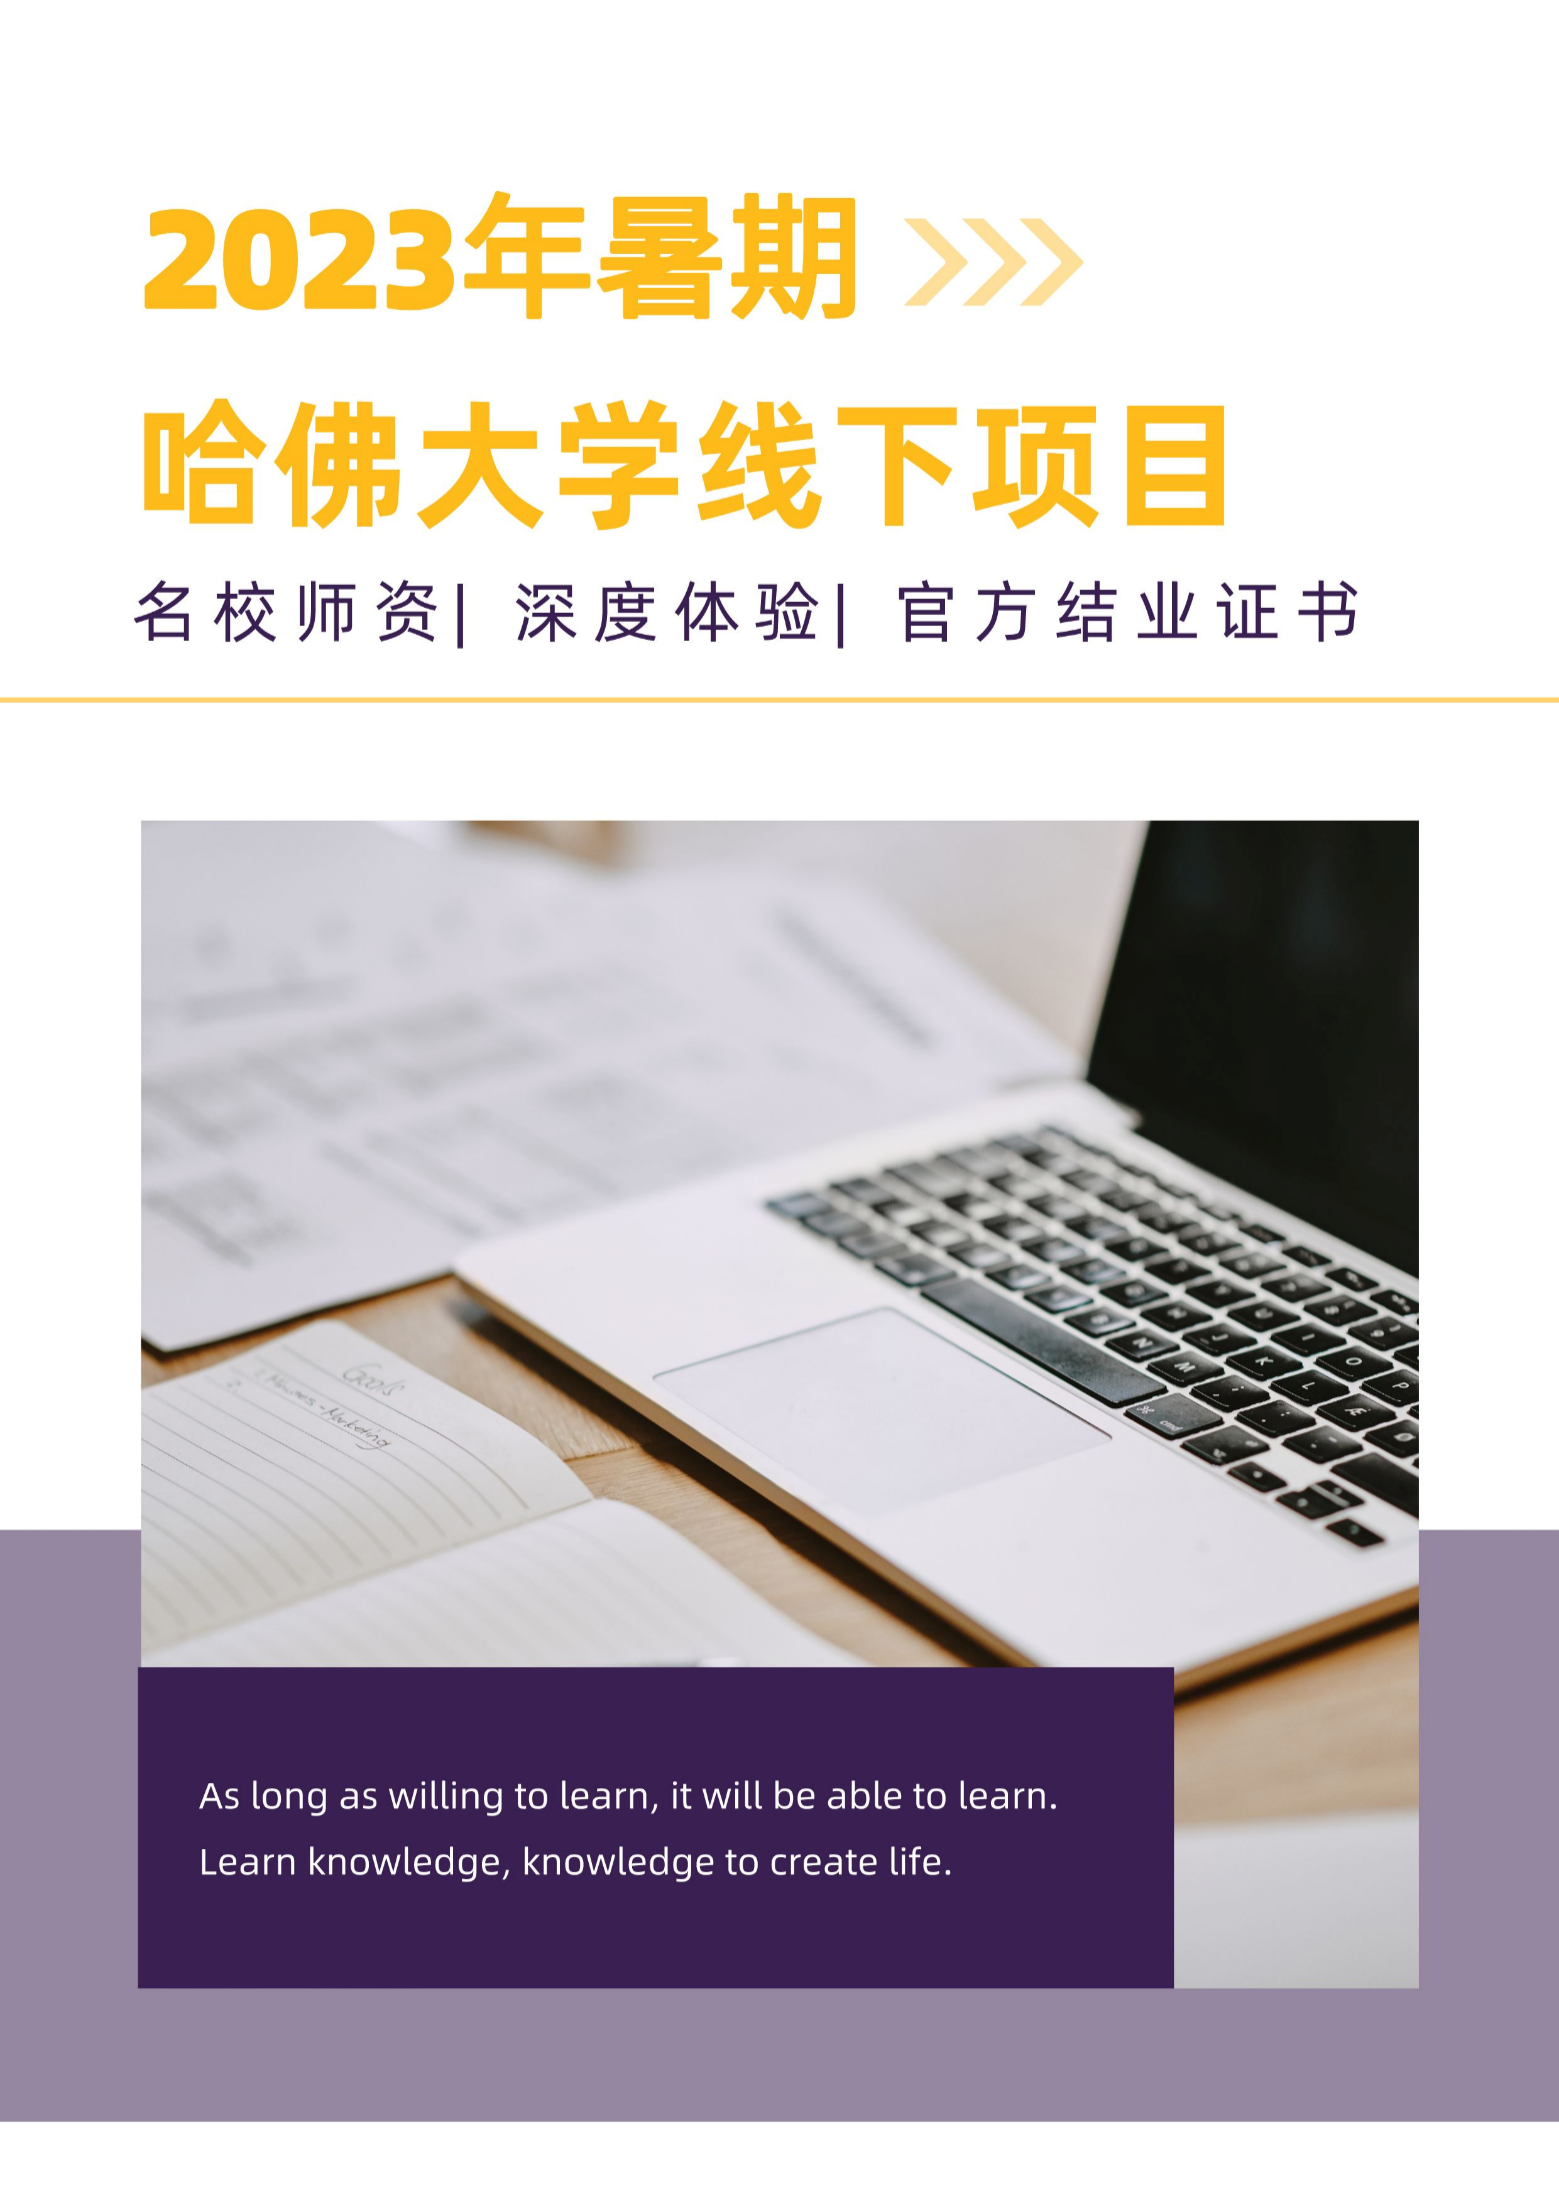 2023年暑期
哈佛大学线下项目
名校师资| 深度体验| 官方结业证书
Goals
As long as willing to learn, it will be able to learn.
Learn knowledge, knowledge to create life.